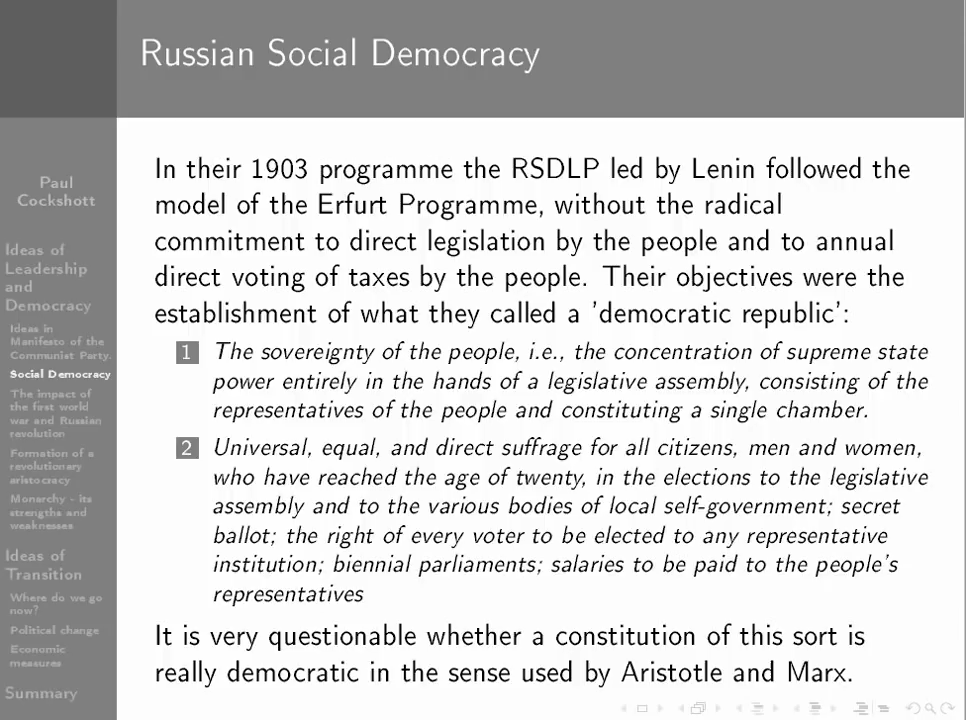 Russian Social Democracy
Paul
Cockshott
Ideas of
Leadership
and
Democracy
Ideas in
Manifesto of the
Communist Party.
Social Democracy
The impact of
the first world
war and Russian
revolution
Formation of a
revolutionary
aristocracy
Monarchy - its
strengths and
weaknesses
Ideas of
Transition
Where do we go
now?
Political change
Economic
measures
Summary
In their 1903 programme the RSDLP led by Lenin followed the
model of the Erfurt Programme, without the radical
commitment to direct legislation by the people and to annual
direct voting of taxes by the people. Their objectives were the
establishment of what they called a 'democratic republic':
1 The sovereignty of the people, i.e., the concentration of supreme state
power entirely in the hands of a legislative assembly, consisting of the
representatives of the people and constituting a single chamber.
2 Universal, equal, and direct suffrage for all citizens, men and women,
who have reached the age of twenty, in the elections to the legislative
assembly and to the various bodies of local self-government; secret
ballot; the right of every voter to be elected to any representative
institution; biennial parliaments; salaries to be paid to the people's
representatives
It is very questionable whether a constitution of this sort is
really democratic in the sense used by Aristotle and Marx.